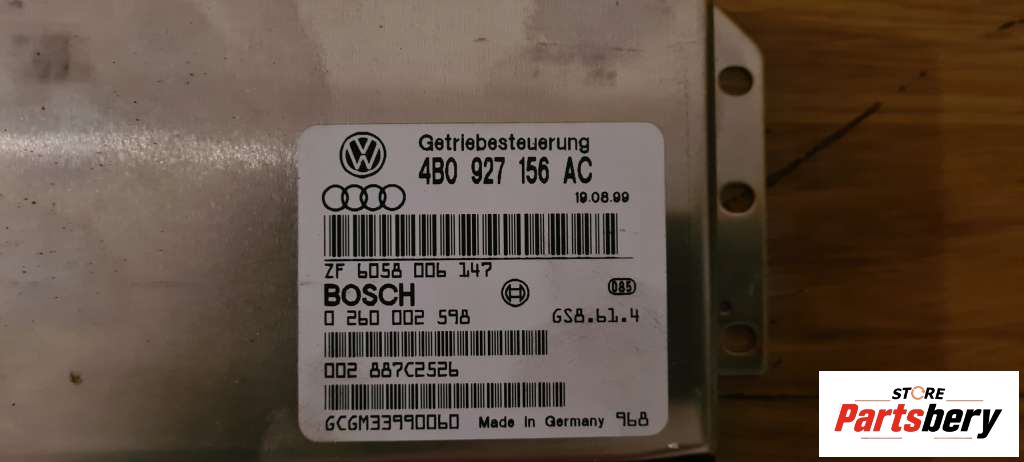 Getriebesteuerung
4B0 927 156 AC
19.08.99
ZF 6058 006 147
BOSCH
085
0 260 002 598 GS8.61.4
002 887C2526
GCGM33990060 Made in Germany 968
STORE
Partsbery